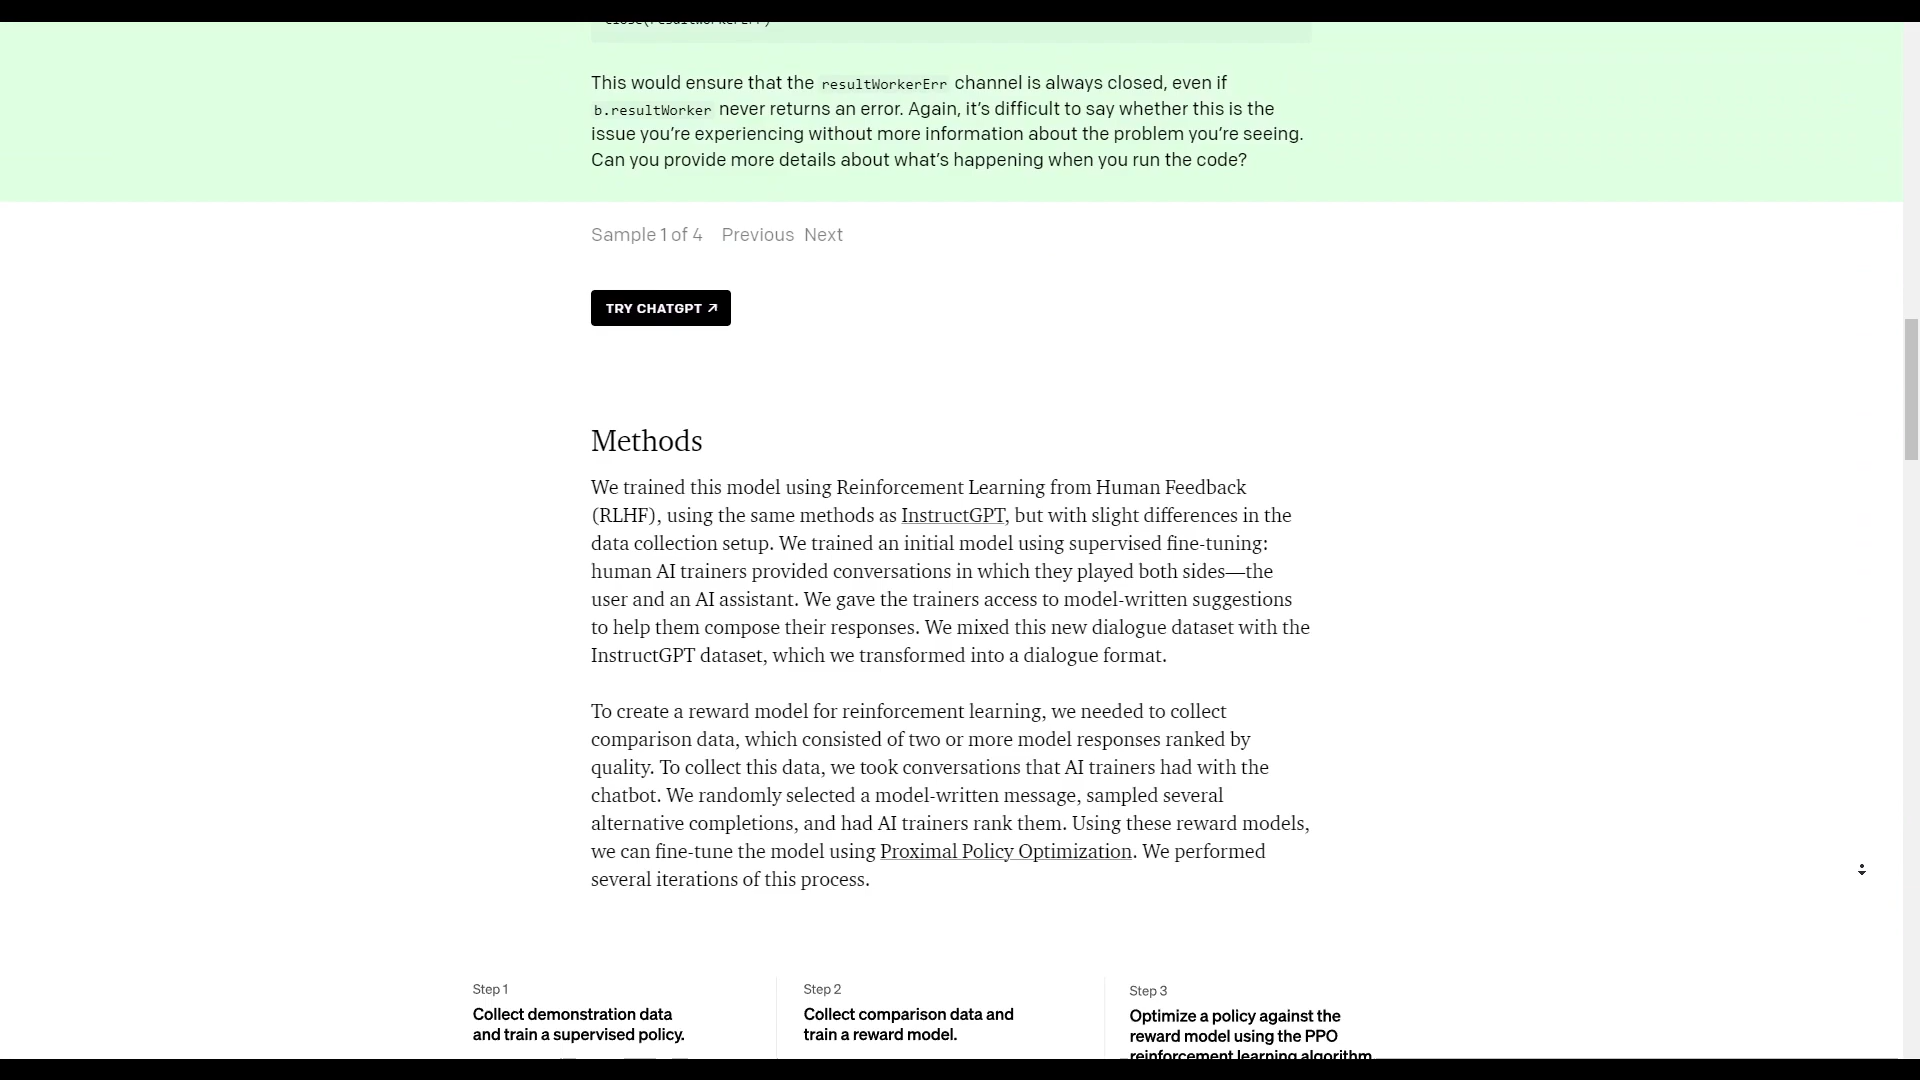 close(resultWorkerErr)
This would ensure that the resultWorkerErr channel is always closed, even if
b.resultWorker never returns an error. Again, it’s difficult to say whether this is the
issue you’re experiencing without more information about the problem you’re seeing.
Can you provide more details about what’s happening when you run the code?
Sample 1 of 4 Previous Next
TRY CHATGPT ↗
Methods
We trained this model using Reinforcement Learning from Human Feedback
(RLHF), using the same methods as InstructGPT, but with slight differences in the
data collection setup. We trained an initial model using supervised fine-tuning:
human AI trainers provided conversations in which they played both sides—the
user and an AI assistant. We gave the trainers access to model-written suggestions
to help them compose their responses. We mixed this new dialogue dataset with the
InstructGPT dataset, which we transformed into a dialogue format.
To create a reward model for reinforcement learning, we needed to collect
comparison data, which consisted of two or more model responses ranked by
quality. To collect this data, we took conversations that AI trainers had with the
chatbot. We randomly selected a model-written message, sampled several
alternative completions, and had AI trainers rank them. Using these reward models,
we can fine-tune the model using Proximal Policy Optimization. We performed
several iterations of this process.
Step 1
Collect demonstration data
and train a supervised policy.
Step 2
Collect comparison data and
train a reward model.
Step 3
Optimize a policy against the
reward model using the PPO
reinforcement learning algorithm